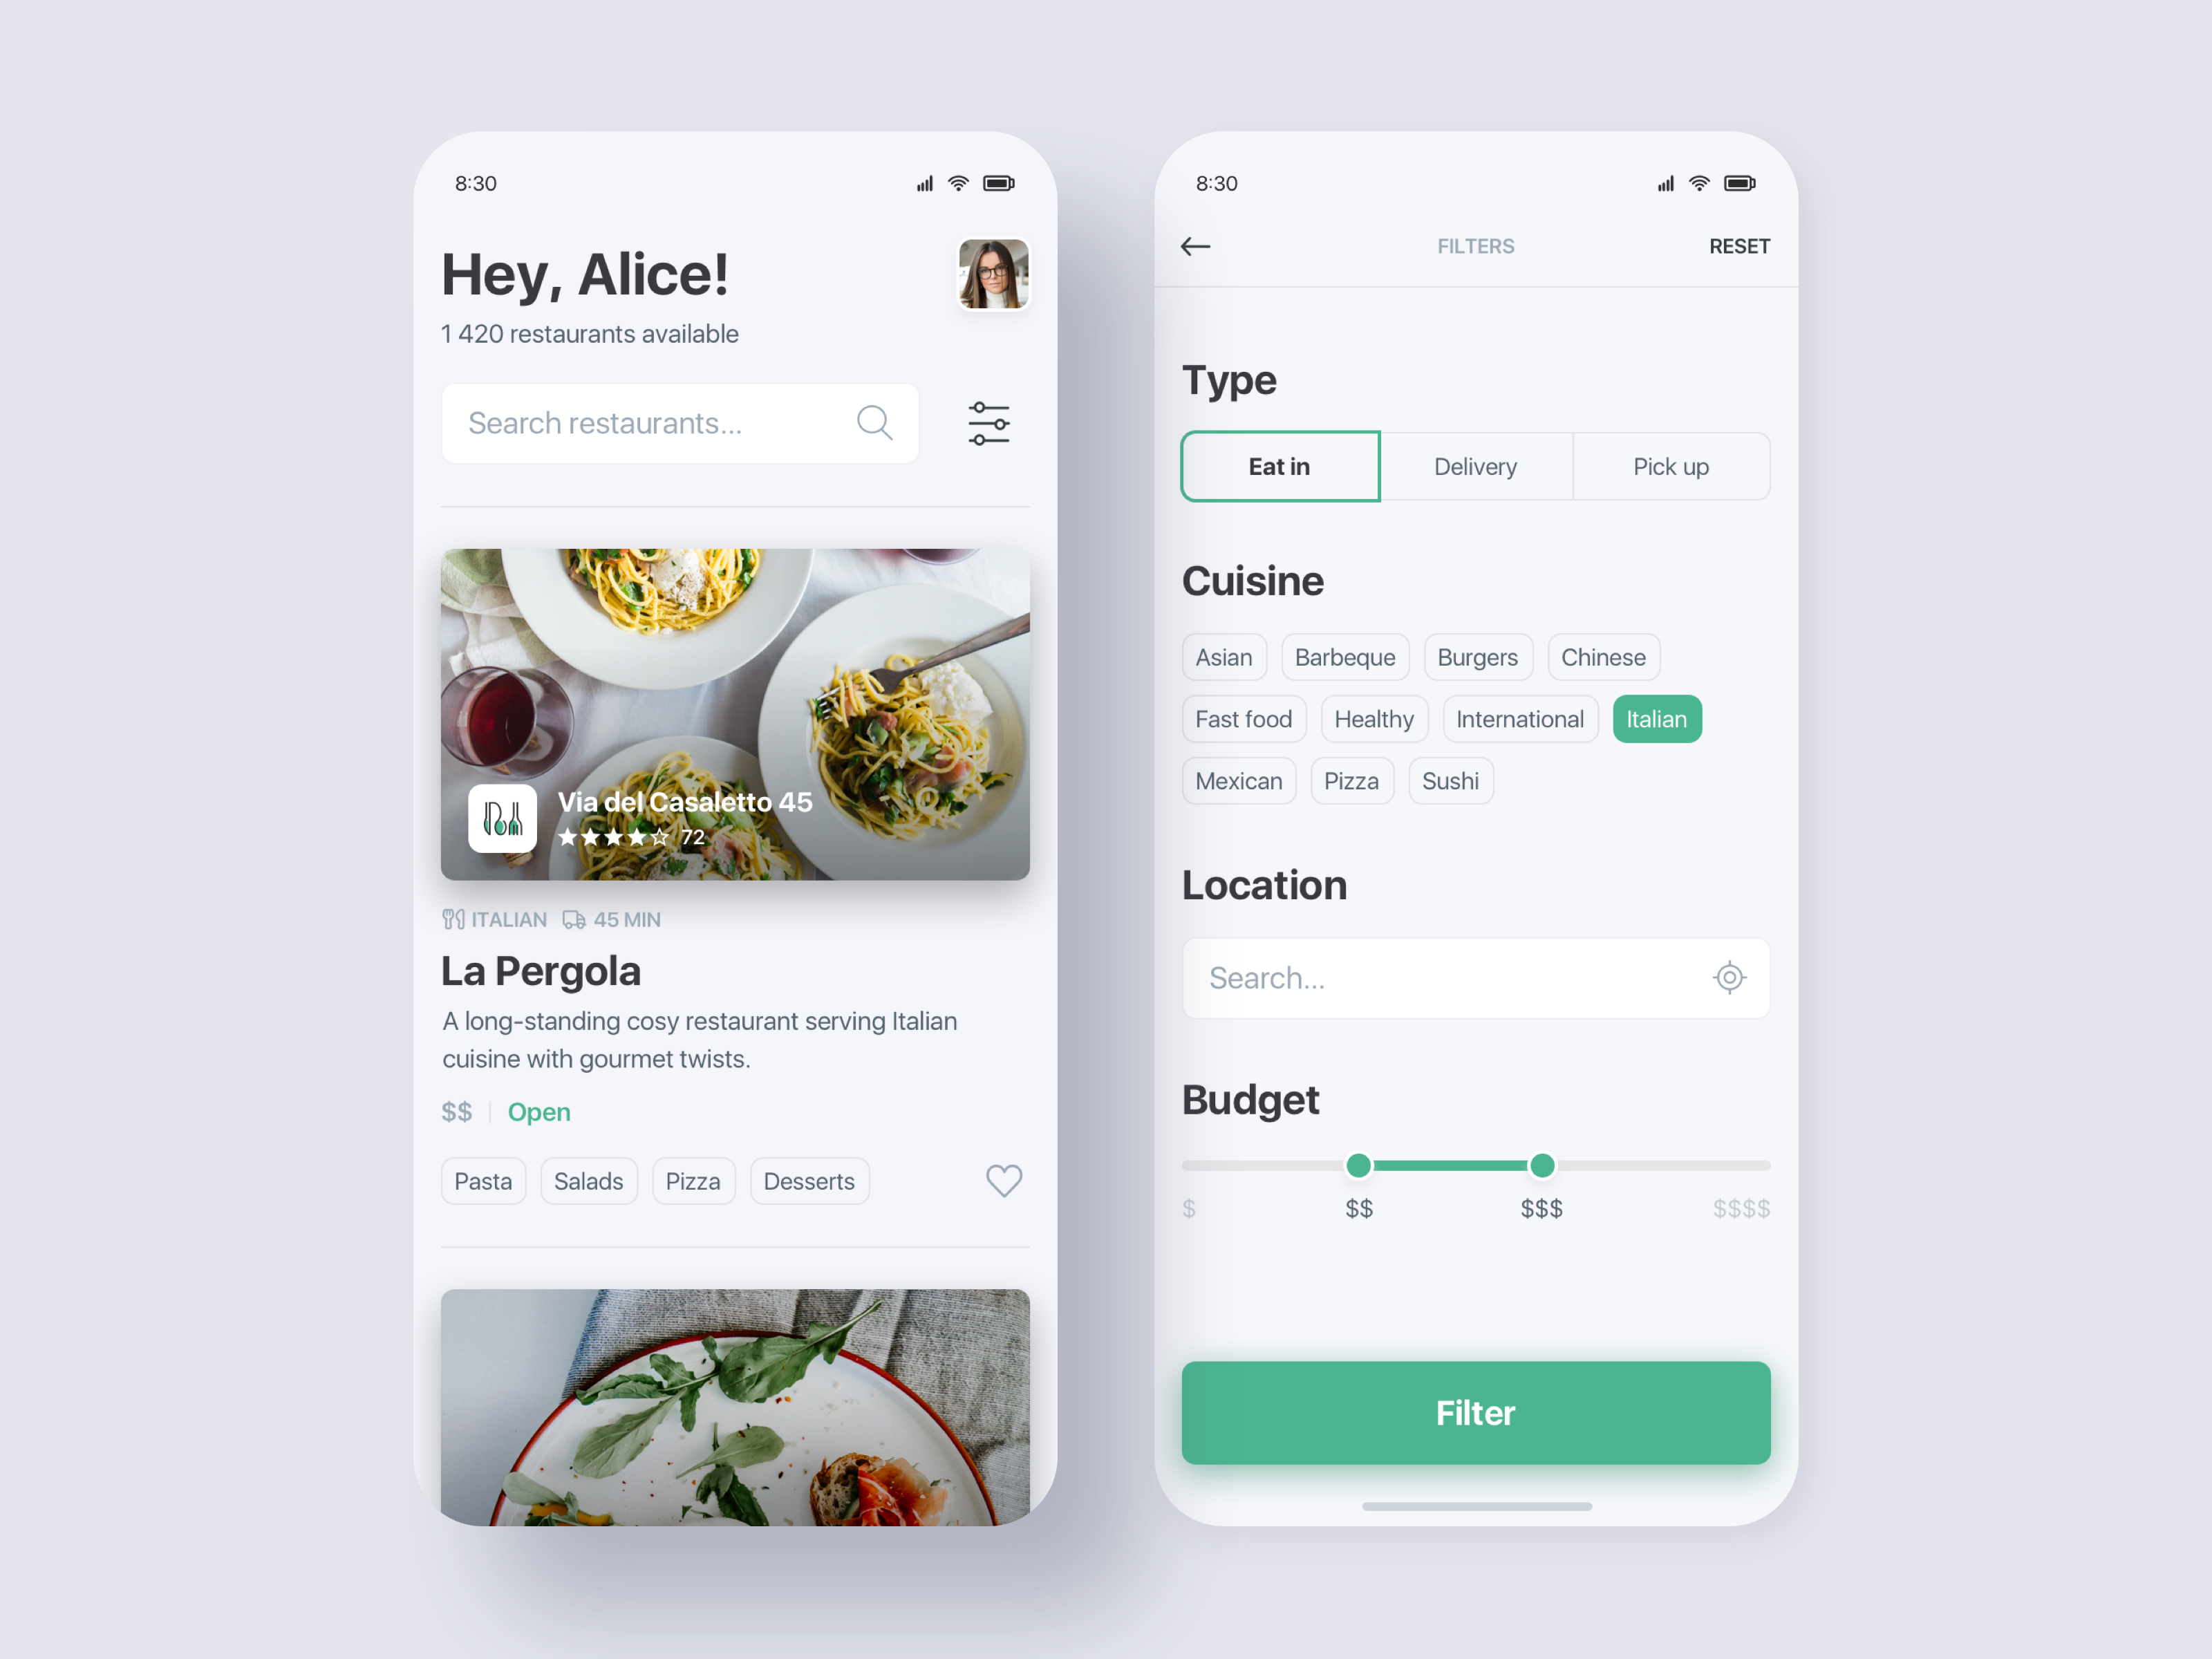 8:30
Hey, Alice!
1 420 restaurants available
Search restaurants...
Via del Casaletto 45
72
ITALIAN 45 MIN
La Pergola
A long-standing cosy restaurant serving Italian
cuisine with gourmet twists.
$$ Open
Pasta Salads Pizza Desserts
8:30
FILTERS RESET
Type
Eat in Delivery Pick up
Cuisine
Asian Barbeque Burgers Chinese
Fast food Healthy International Italian
Mexican Pizza Sushi
Location
Search...
Budget
$ $$ $$$ $$$$
Filter